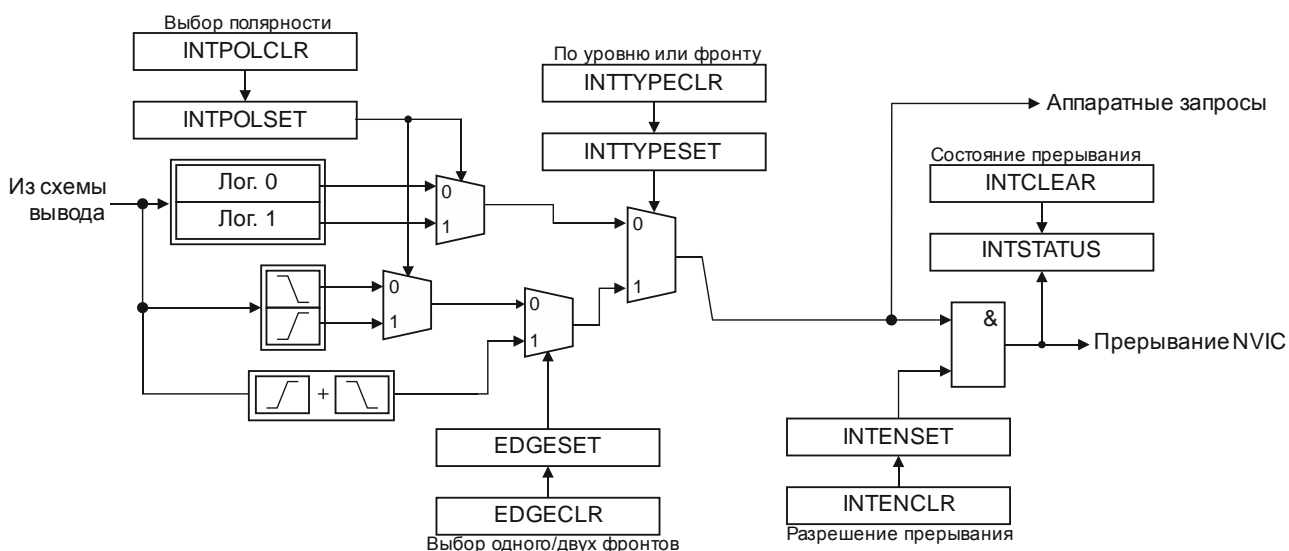 Выбор полярности
INTPOLCLR
INTPOLSET
По уровню или фронту
INTTYPECLR
INTTYPESET
Аппаратные запросы
Состояние прерывания
INTCLEAR
INTSTATUS
Из схемы
вывода
Лог. 0
Лог. 1
0
1
0
1
0
1
0
1
+
&
Прерывание NVIC
EDGESET
EDGECLR
Выбор одного/двух фронтов
INTENSET
INTENCLR
Разрешение прерывания